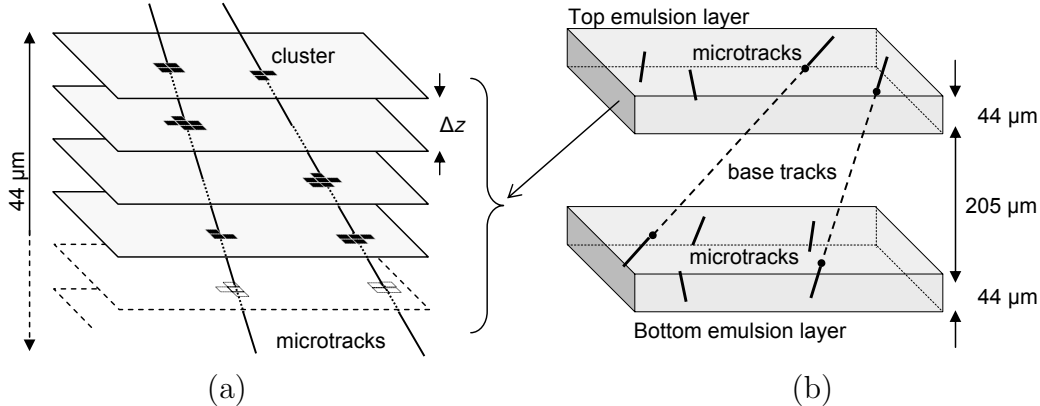 cluster
Δz
44 μm
microtracks
(a)
Top emulsion layer
microtracks
44 μm
base tracks
205 μm
microtracks
44 μm
Bottom emulsion layer
(b)